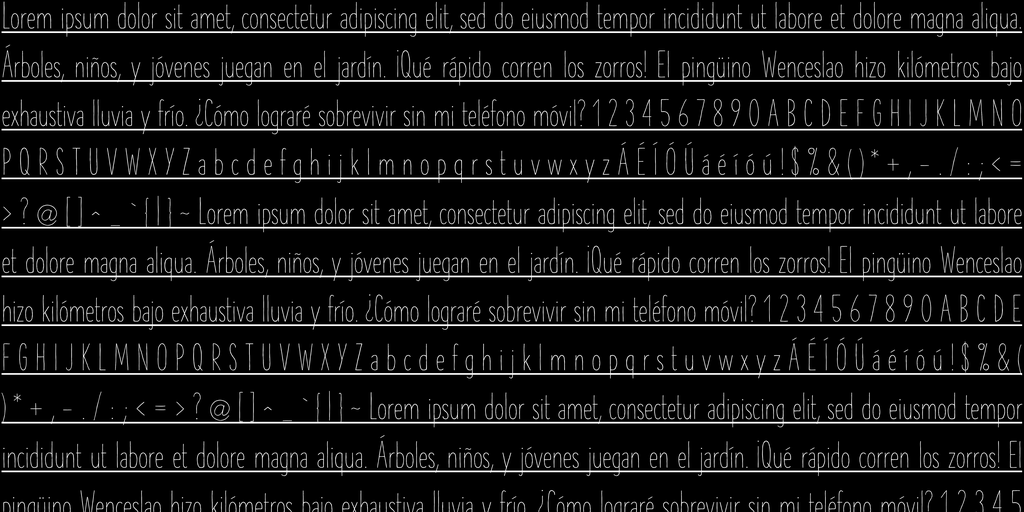 Lorem ipsum dolor sit amet, consectetur adipiscing elit, sed do eiusmod tempor incididunt ut labore et dolore magna aliqua.
Árboles, niños, y jóvenes juegan en el jardín. ¡Qué rápido corren los zorros! El pingüino Wenceslao hizo kilómetros bajo
exhaustiva lluvia y frío. ¿Cómo lograré sobrevivir sin mi teléfono móvil? 1 2 3 4 5 6 7 8 9 0 A B C D E F G H I J K L M N O
P Q R S T U V W X Y Z a b c d e f g h i j k l m n o p q r s t u v w x y z Á É Í Ó Ú á é í ó ú ! $ % & ( ) * + , - . / : ; < =
> ? @ [ ] ^ _ ` { | } ~ Lorem ipsum dolor sit amet, consectetur adipiscing elit, sed do eiusmod tempor incididunt ut labore
et dolore magna aliqua. Árboles, niños, y jóvenes juegan en el jardín. ¡Qué rápido corren los zorros! El pingüino Wenceslao
hizo kilómetros bajo exhaustiva lluvia y frío. ¿Cómo lograré sobrevivir sin mi teléfono móvil? 1 2 3 4 5 6 7 8 9 0 A B C D E
F G H I J K L M N O P Q R S T U V W X Y Z a b c d e f g h i j k l m n o p q r s t u v w x y z Á É Í Ó Ú á é í ó ú ! $ % & (
) * + , - . / : ; < = > ? @ [ ] ^ _ ` { | } ~ Lorem ipsum dolor sit amet, consectetur adipiscing elit, sed do eiusmod tempor
incididunt ut labore et dolore magna aliqua. Árboles, niños, y jóvenes juegan en el jardín. ¡Qué rápido corren los zorros! El
pingüino Wenceslao hizo kilómetros bajo exhaustiva lluvia y frío. ¿Cómo lograré sobrevivir sin mi teléfono móvil? 1 2 3 4 5